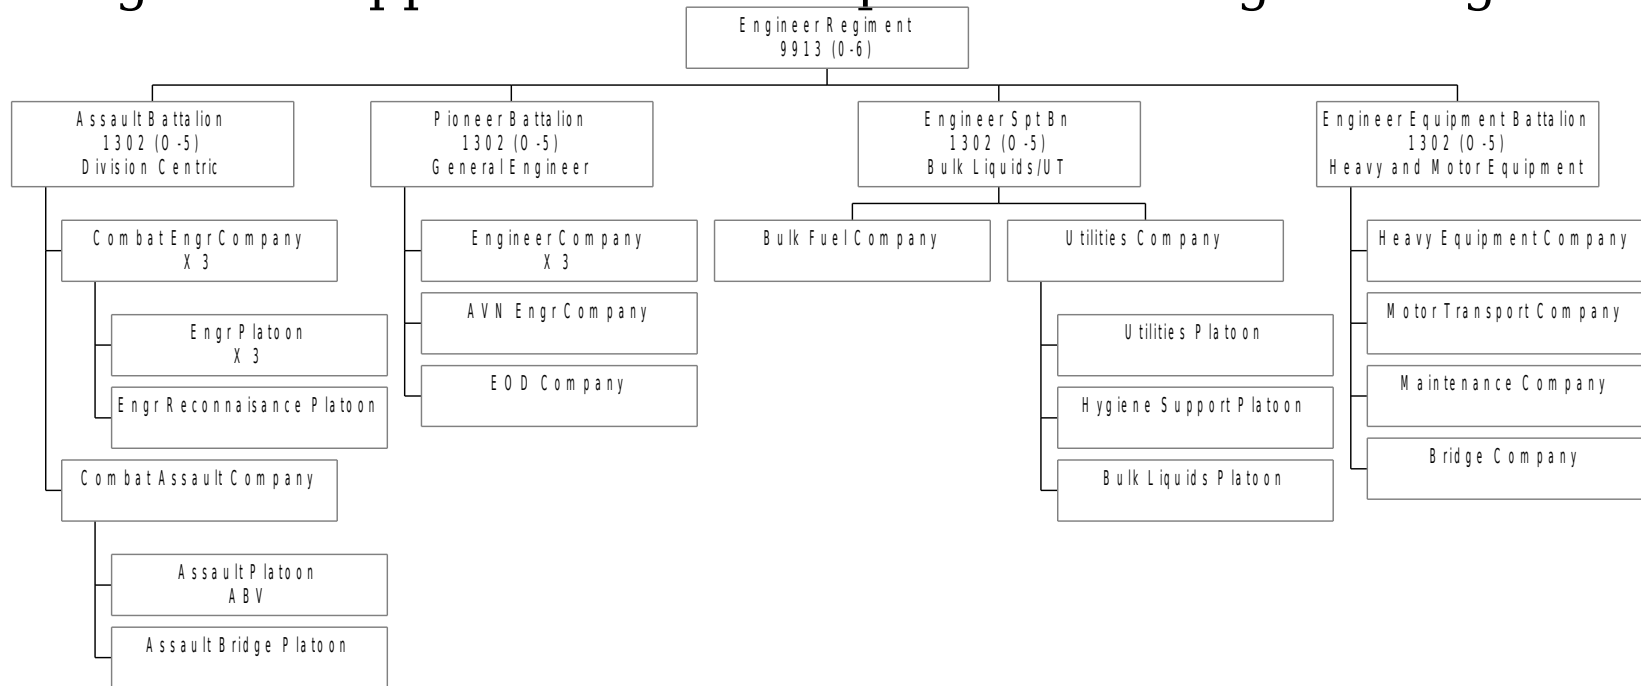 Engineer Regiment
9913 (0-6)
Assault Battalion
1302 (O-5)
Division Centric
Pioneer Battalion
1302 (O-5)
General Engineer
Engineer Spt Bn
1302 (O-5)
Bulk Liquids/UT
Engineer Equipment Battalion
1302 (O-5)
Heavy and Motor Equipment
Combat Engr Company
X 3
Engr Platoon
X 3
Engr Reconnaisance Platoon
Combat Assault Company
Assault Platoon
ABV
Assault Bridge Platoon
Engineer Company
X 3
AVN Engr Company
EOD Company
Bulk Fuel Company
Utilities Company
Utilities Platoon
Hygiene Support Platoon
Bulk Liquids Platoon
Heavy Equipment Company
Motor Transport Company
Maintenance Company
Bridge Company